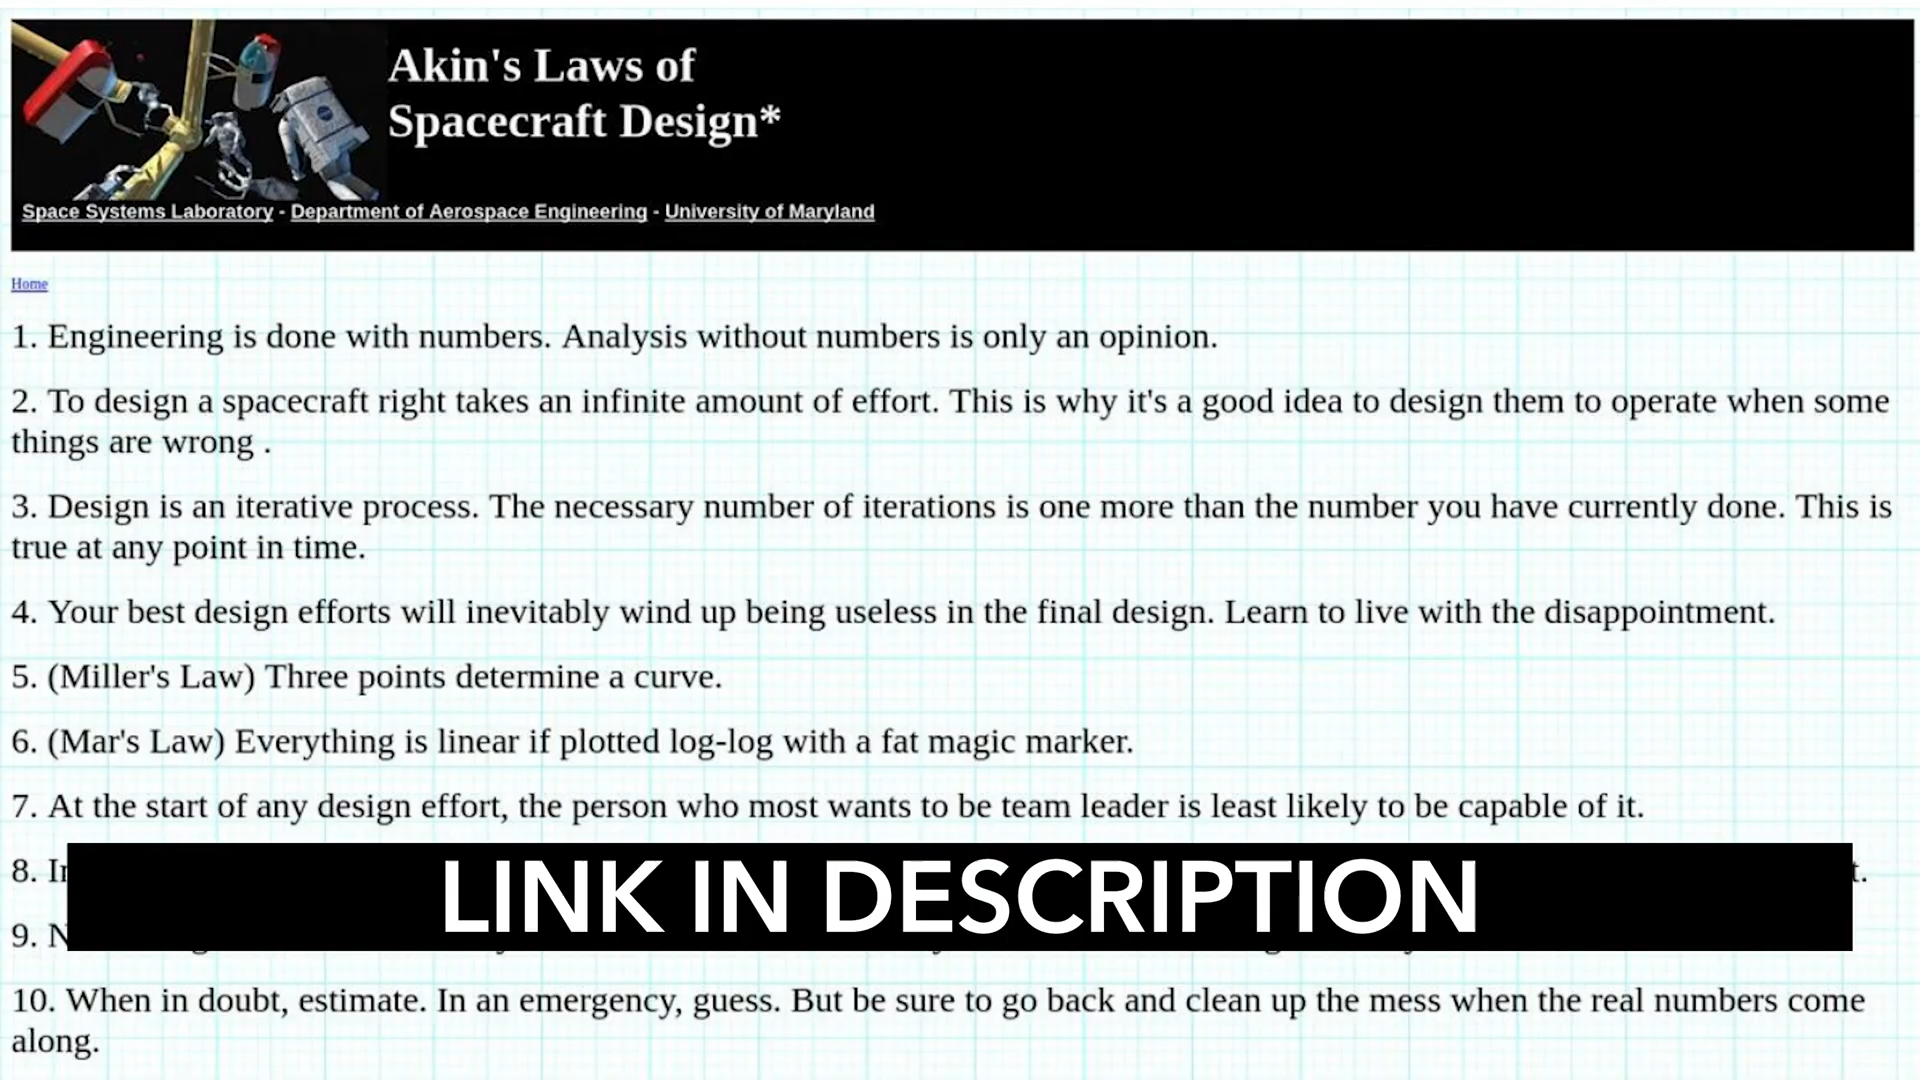 Akin's Laws of
Spacecraft Design*
Space Systems Laboratory - Department of Aerospace Engineering - University of Maryland
Home
1. Engineering is done with numbers. Analysis without numbers is only an opinion.
2. To design a spacecraft right takes an infinite amount of effort. This is why it's a good idea to design them to operate when some
things are wrong .
3. Design is an iterative process. The necessary number of iterations is one more than the number you have currently done. This is
true at any point in time.
4. Your best design efforts will inevitably wind up being useless in the final design. Learn to live with the disappointment.
5. (Miller's Law) Three points determine a curve.
6. (Mar's Law) Everything is linear if plotted log-log with a fat magic marker.
7. At the start of any design effort, the person who most wants to be team leader is least likely to be capable of it.
8.
LINK IN DESCRIPTION
9.
10. When in doubt, estimate. In an emergency, guess. But be sure to go back and clean up the mess when the real numbers come
along.